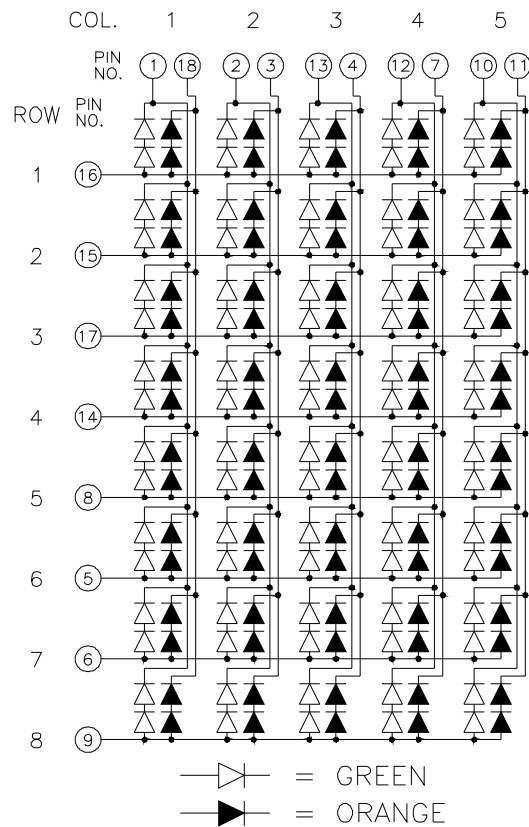 COL. 1 2 3 4 5
PIN NO. 1 18 2 3 13 4 12 7 10 11
ROW PIN NO.
1 16
2 15
3 17
4 14
5 8
6 5
7 6
8 9
= GREEN
= ORANGE